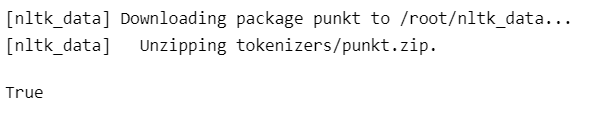 [nltk_data] Downloading package punkt to /root/nltk_data...
[nltk_data]   Unzipping tokenizers/punkt.zip.
True